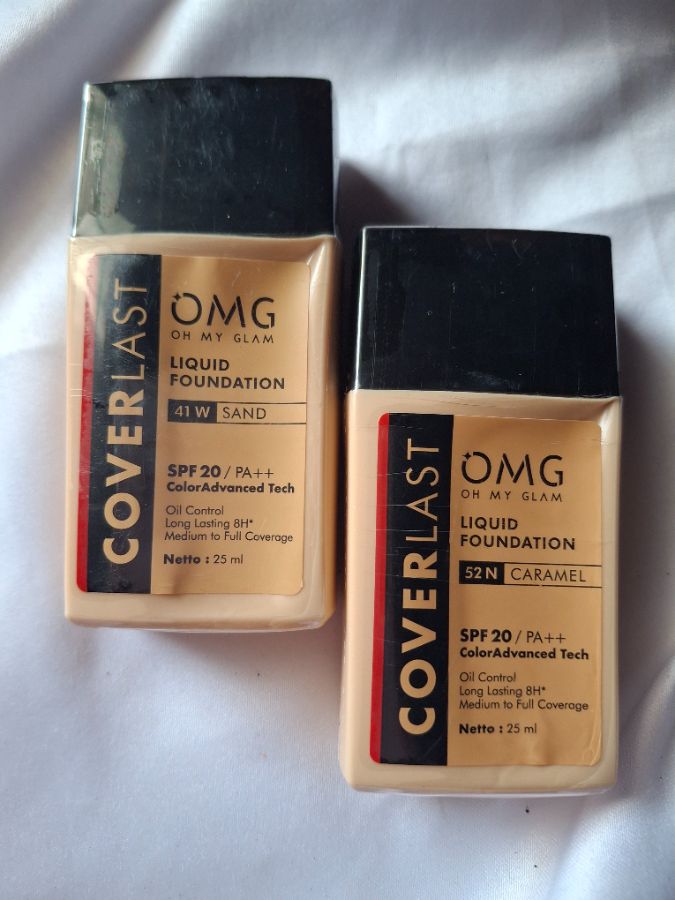 COVERLAST
OMG
OH MY GLAM
LIQUID
FOUNDATION
41 W SAND
SPF 20 / PA++
ColorAdvanced Tech
Oil Control
Long Lasting 8H*
Medium to Full Coverage
Netto : 25 ml
COVERLAST
OMG
OH MY GLAM
LIQUID
FOUNDATION
52 N CARAMEL
SPF 20 / PA++
ColorAdvanced Tech
Oil Control
Long Lasting 8H*
Medium to Full Coverage
Netto : 25 ml